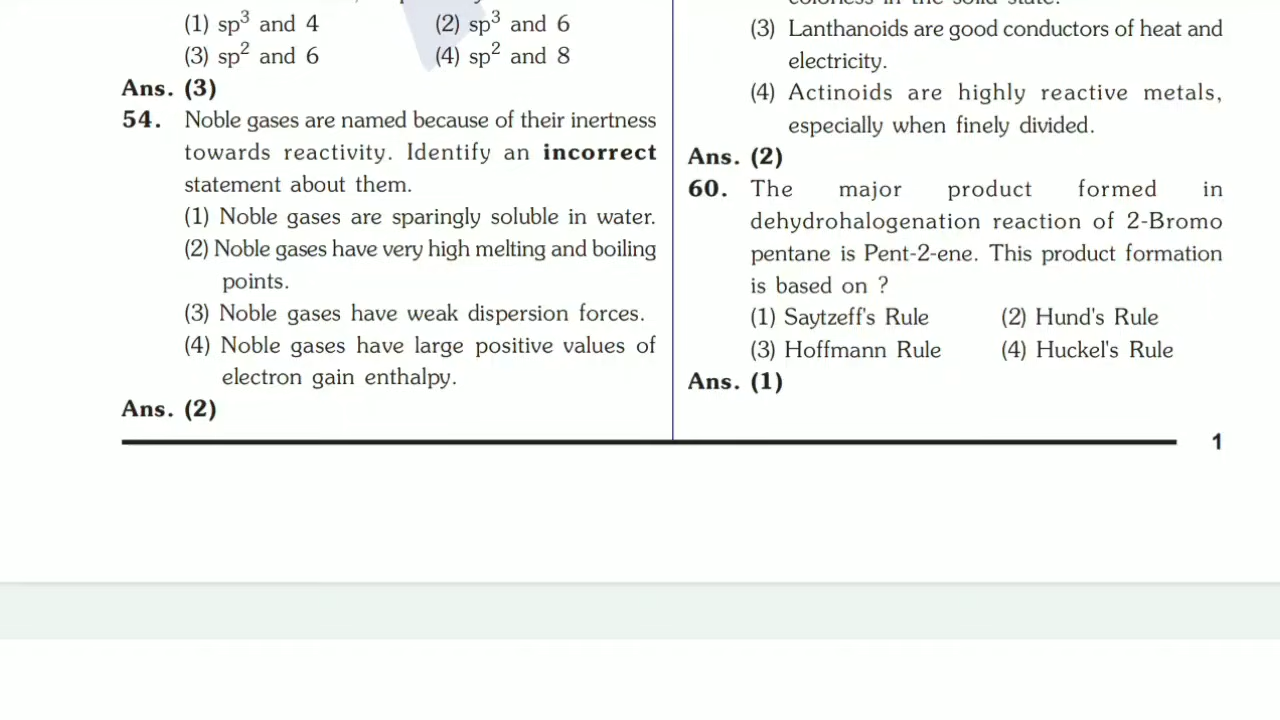 (1) sp3 and 4 (2) sp3 and 6
(3) sp2 and 6 (4) sp2 and 8
Ans. (3)
54. Noble gases are named because of their inertness
towards reactivity. Identify an incorrect
statement about them.
(1) Noble gases are sparingly soluble in water.
(2) Noble gases have very high melting and boiling
points.
(3) Noble gases have weak dispersion forces.
(4) Noble gases have large positive values of
electron gain enthalpy.
Ans. (2)
(3) Lanthanoids are good conductors of heat and
electricity.
(4) Actinoids are highly reactive metals,
especially when finely divided.
Ans. (2)
60. The major product formed in
dehydrohalogenation reaction of 2-Bromo
pentane is Pent-2-ene. This product formation
is based on ?
(1) Saytzeff's Rule (2) Hund's Rule
(3) Hoffmann Rule (4) Huckel's Rule
Ans. (1)
1